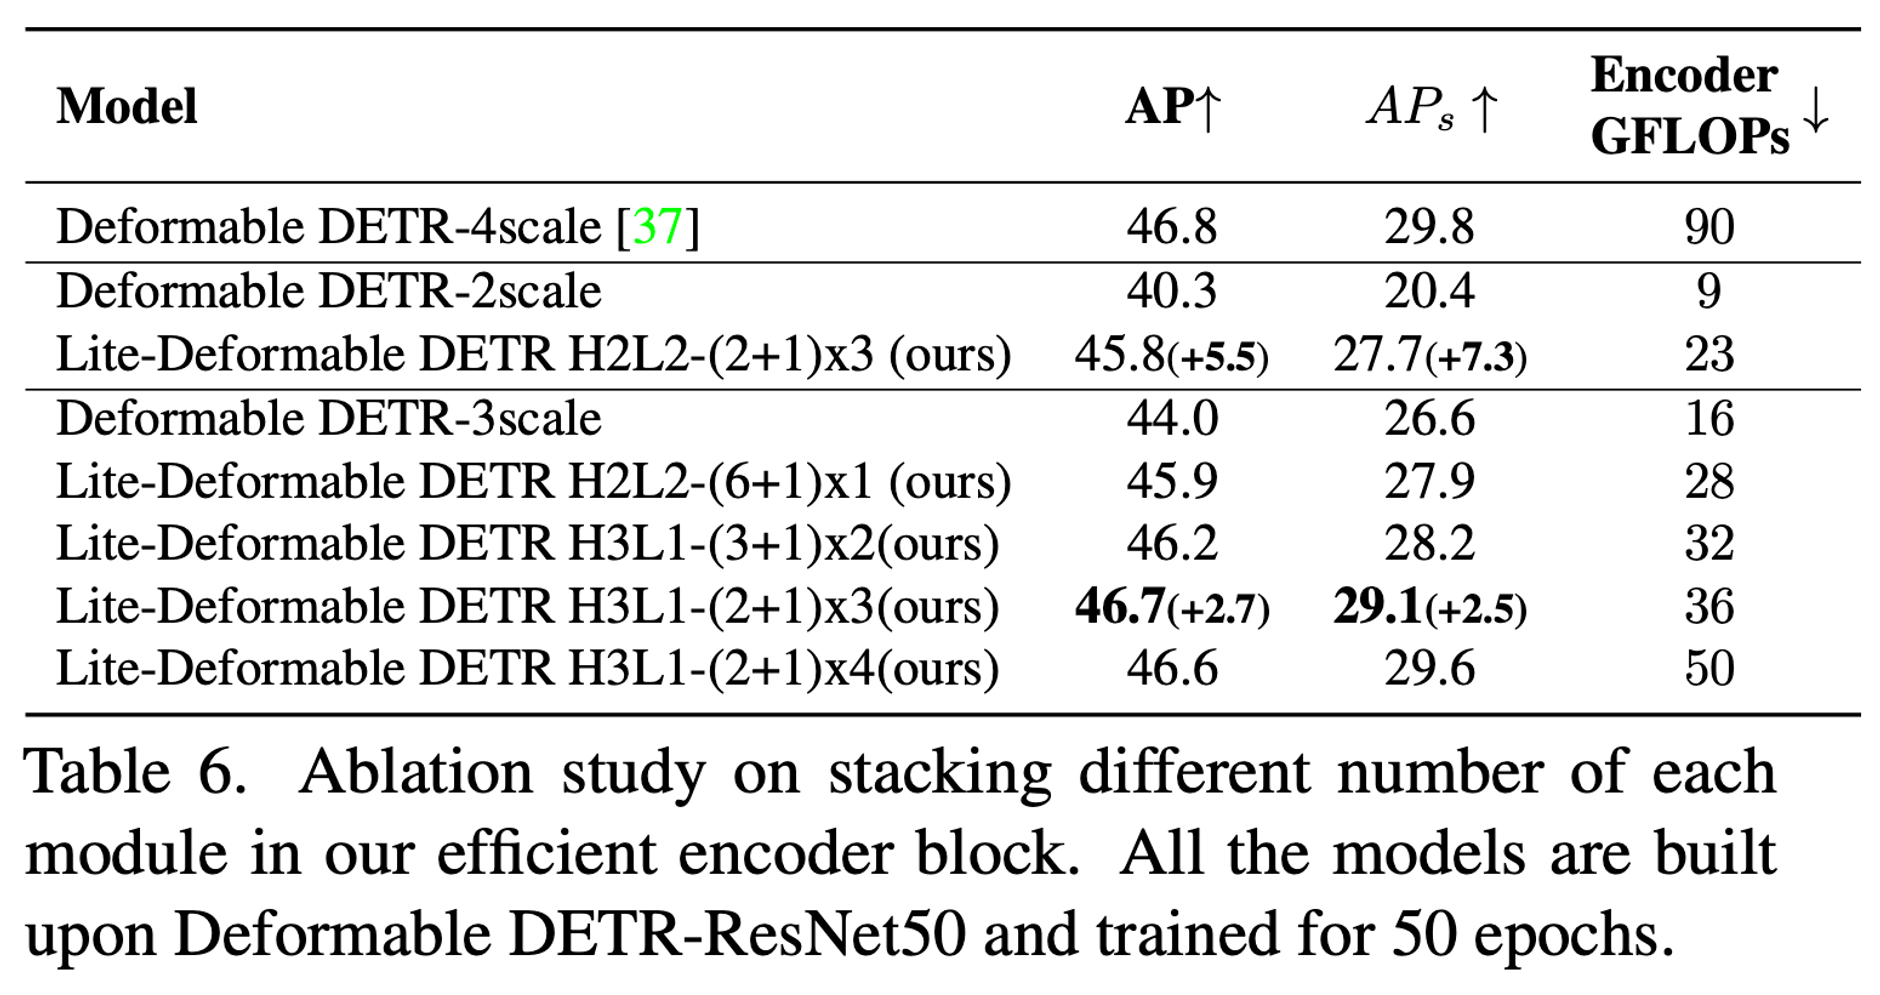 Model AP↑ AP_s ↑ Encoder GFLOPs ↓
Deformable DETR-4scale [37] 46.8 29.8 90
Deformable DETR-2scale 40.3 20.4 9
Lite-Deformable DETR H2L2-(2+1)x3 (ours) 45.8(+5.5) 27.7(+7.3) 23
Deformable DETR-3scale 44.0 26.6 16
Lite-Deformable DETR H2L2-(6+1)x1 (ours) 45.9 27.9 28
Lite-Deformable DETR H3L1-(3+1)x2(ours) 46.2 28.2 32
Lite-Deformable DETR H3L1-(2+1)x3(ours) 46.7(+2.7) 29.1(+2.5) 36
Lite-Deformable DETR H3L1-(2+1)x4(ours) 46.6 29.6 50
Table 6. Ablation study on stacking different number of each
module in our efficient encoder block. All the models are built
upon Deformable DETR-ResNet50 and trained for 50 epochs.